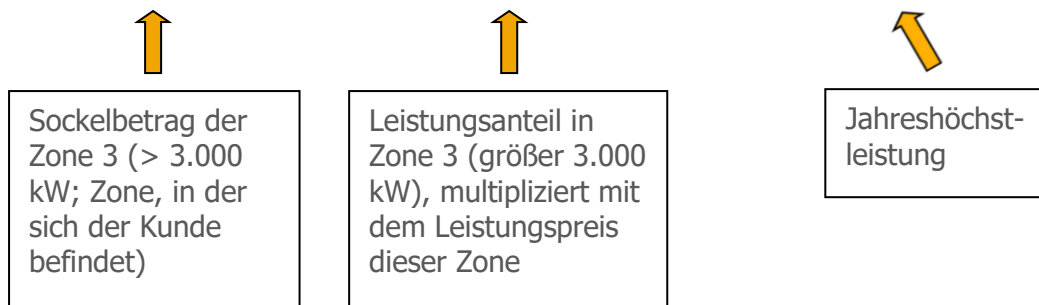 Sockelbetrag der
Zone 3 (> 3.000
kW; Zone, in der
sich der Kunde
befindet)
Leistungsanteil in
Zone 3 (größer 3.000
kW), multipliziert mit
dem Leistungspreis
dieser Zone
Jahreshöchst-
leistung